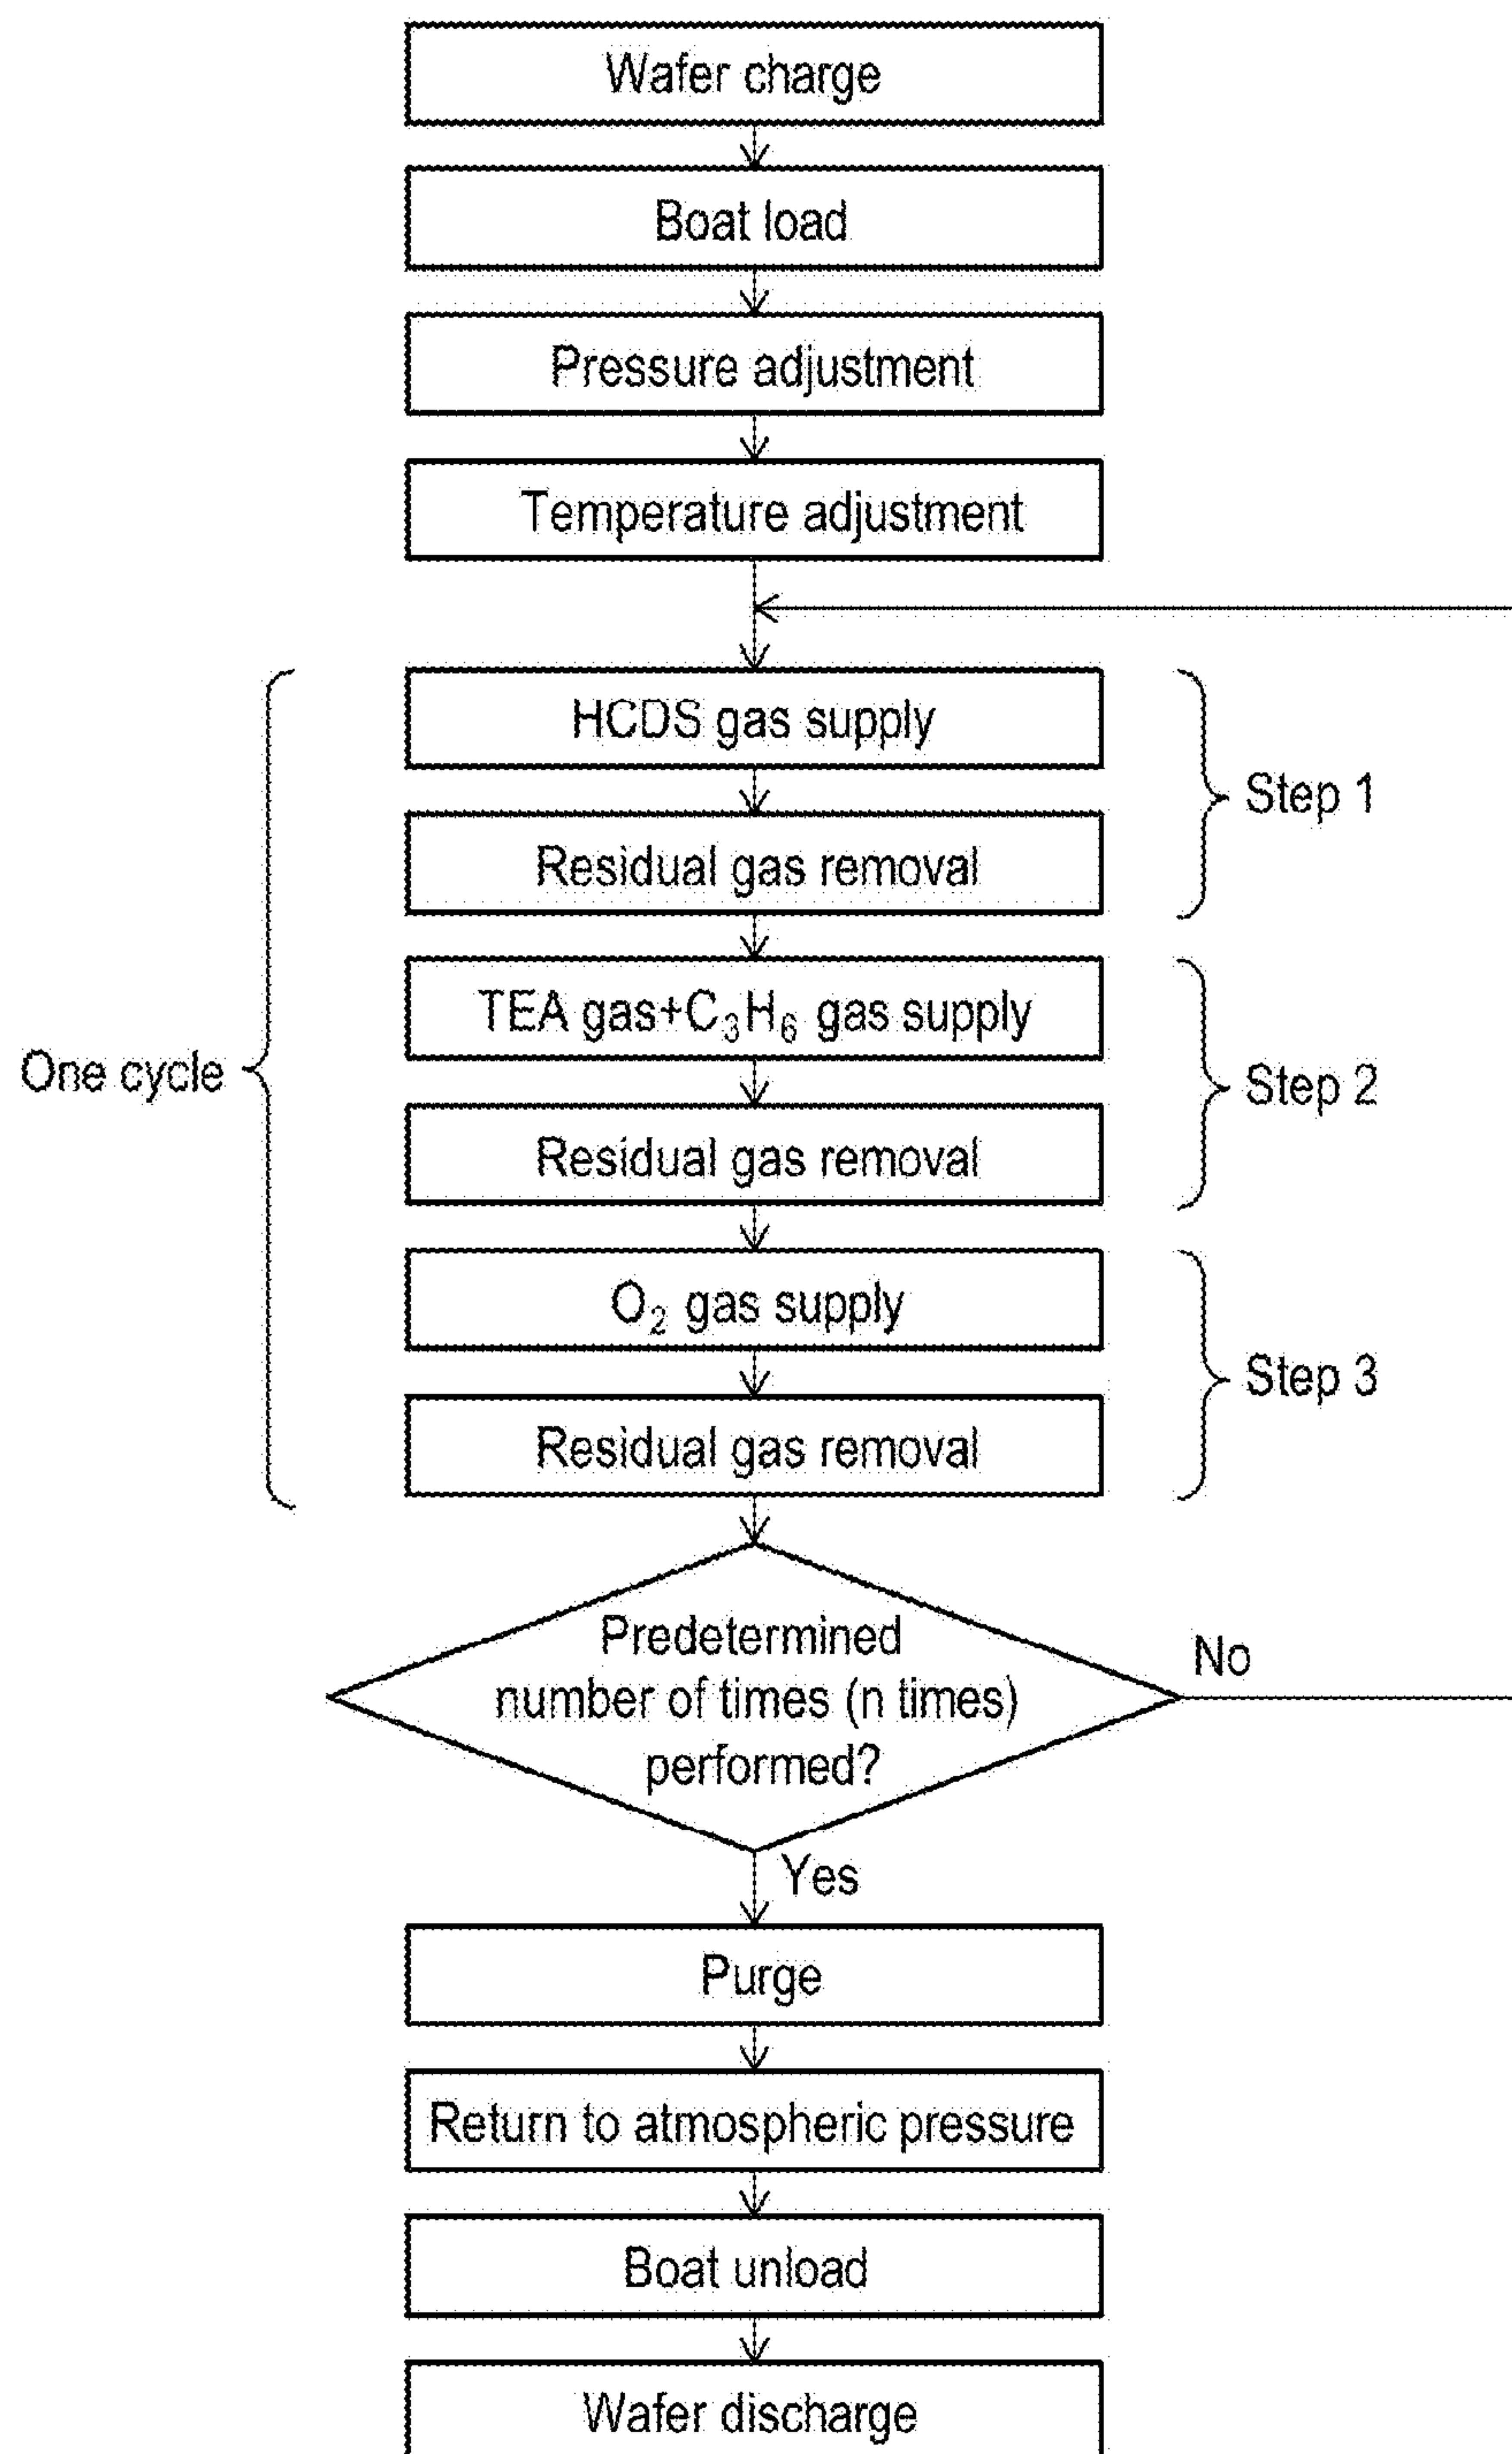 Wafer charge
Boat load
Pressure adjustment
Temperature adjustment
HCDS gas supply
Residual gas removal
Step 1
TEA gas+C₃H₆ gas supply
Residual gas removal
Step 2
One cycle
O₂ gas supply
Residual gas removal
Step 3
Predetermined
number of times (n times)
performed?
No
Yes
Purge
Return to atmospheric pressure
Boat unload
Wafer discharge